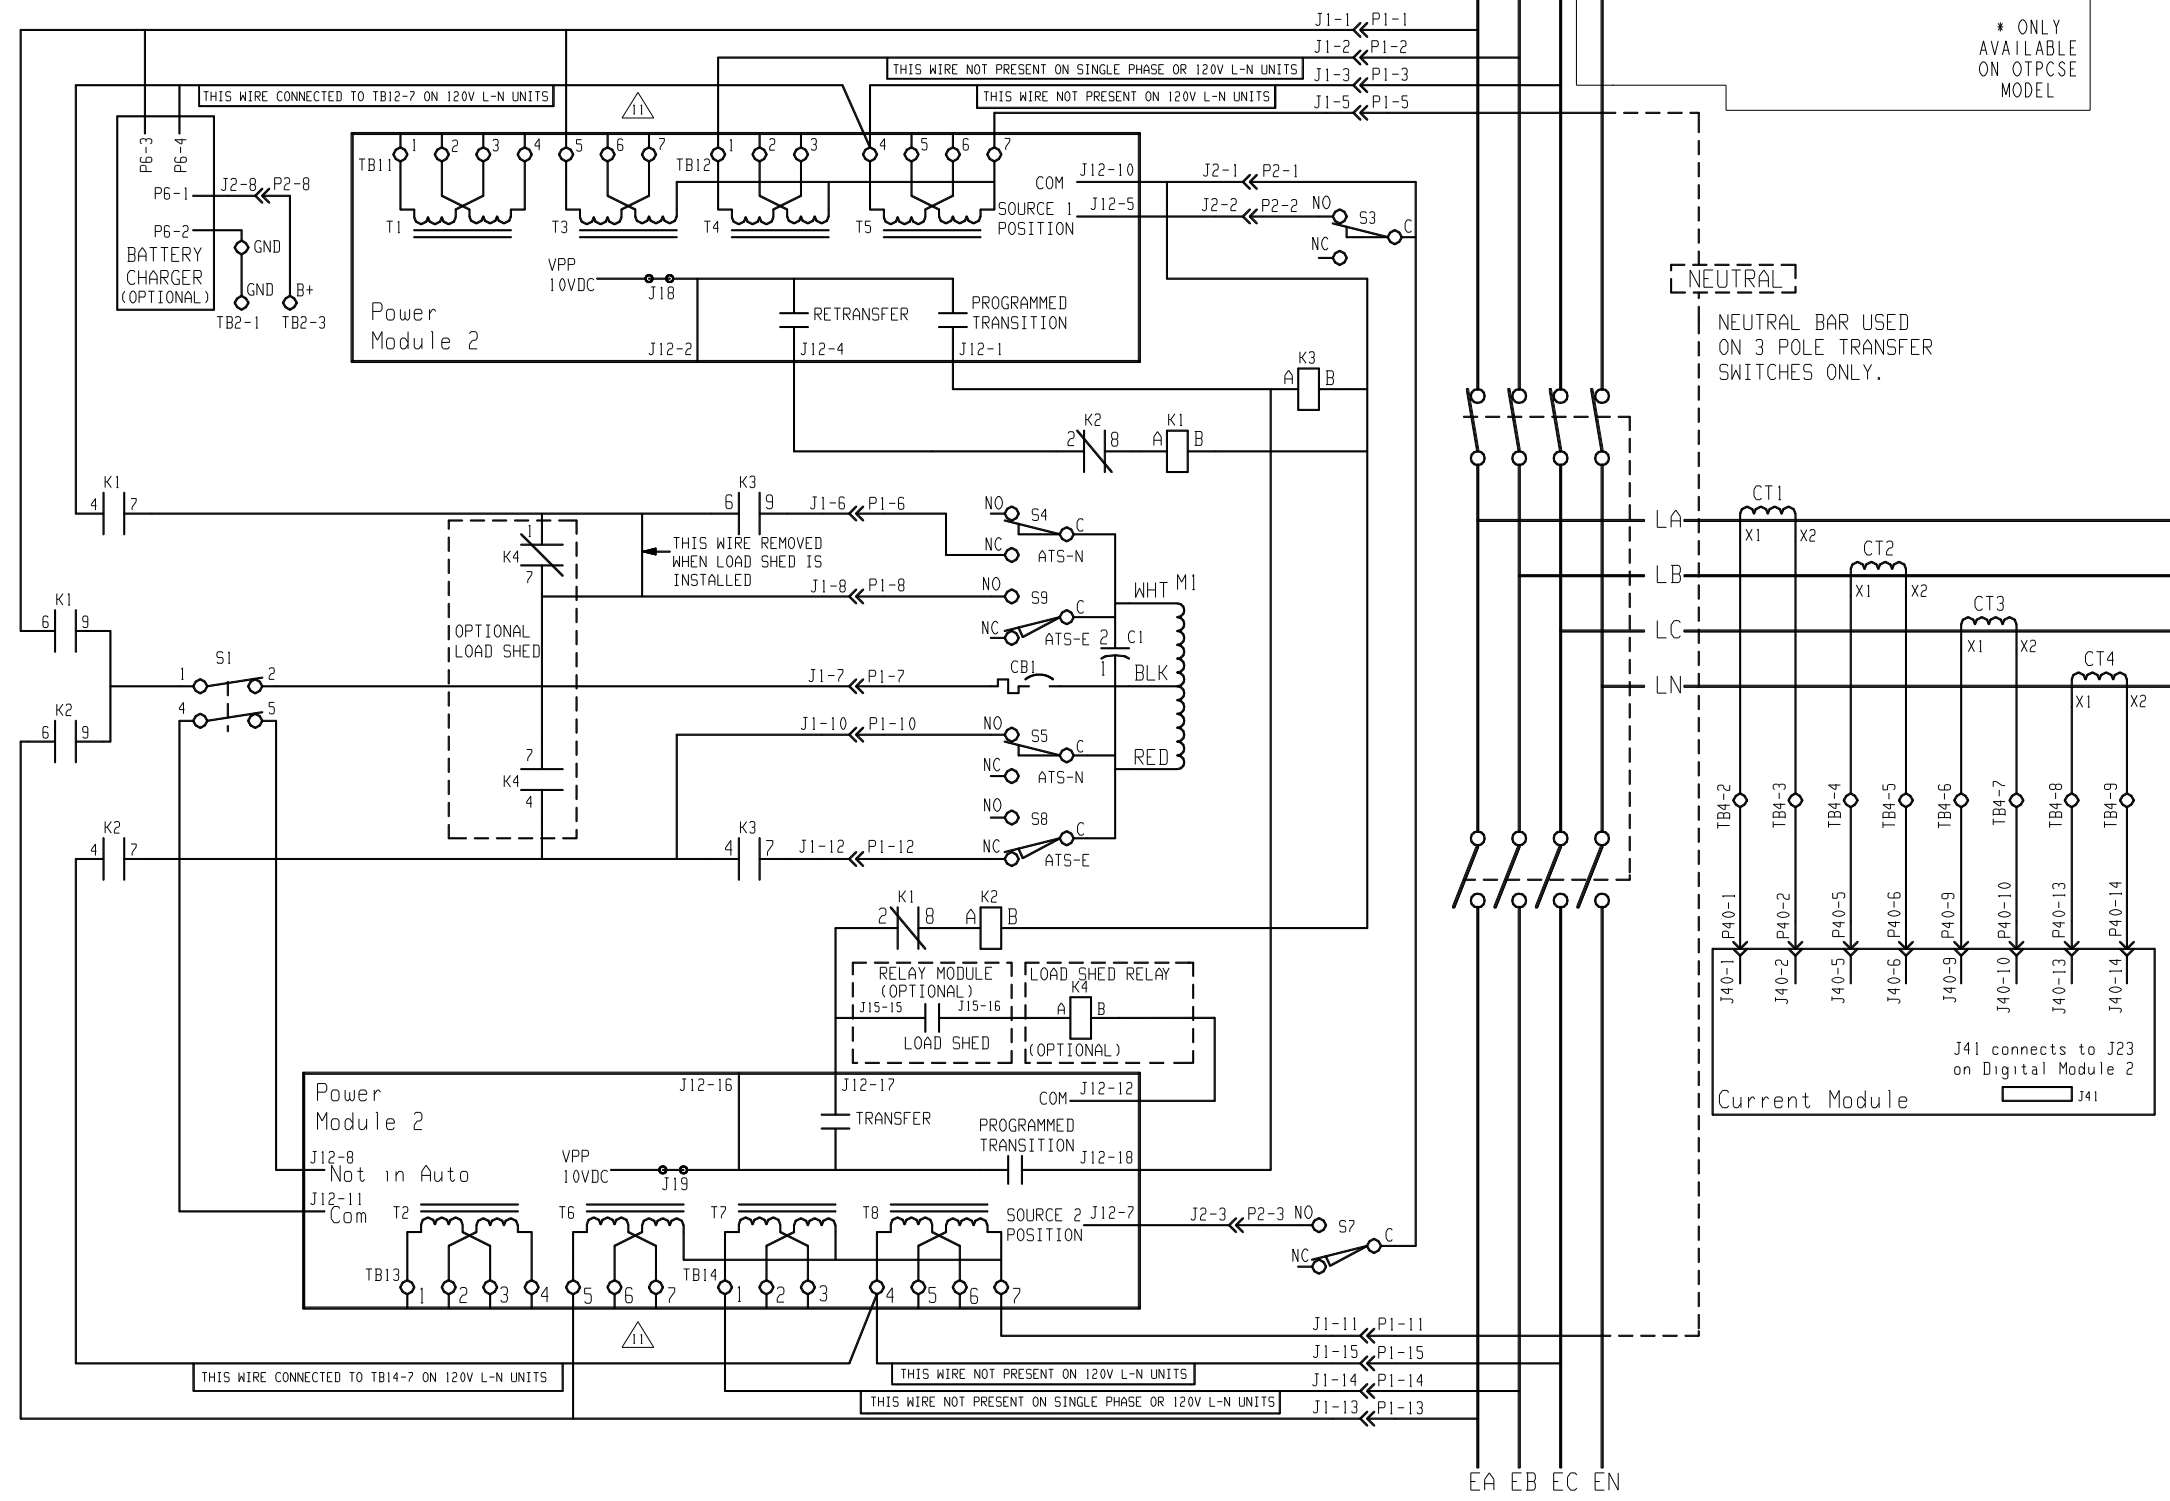 J1-1 P1-1
J1-2 P1-2
THIS WIRE NOT PRESENT ON SINGLE PHASE OR 120V L-N UNITS
J1-3 P1-3
THIS WIRE CONNECTED TO TB12-7 ON 120V L-N UNITS
11
THIS WIRE NOT PRESENT ON 120V L-N UNITS
J1-5 P1-5
* ONLY
AVAILABLE
ON OTPCSE
MODEL
P6-3
P6-4
P6-1
J2-8 P2-8
P6-2
GND
BATTERY
CHARGER
(OPTIONAL)
GND
B+
TB2-1 TB2-3
TB11 1 2 3 4 5 6 7
TB12 1 2 3 4 5 6 7
T1 T3 T4 T5
COM
J12-10
SOURCE 1
POSITION
J12-5
J2-1 P2-1
J2-2 P2-2
NO
S3
C
NC
VPP
10VDC
J18
RETRANSFER
PROGRAMMED
TRANSITION
Power
Module 2
J12-2
J12-4
J12-1
NEUTRAL
NEUTRAL BAR USED
ON 3 POLE TRANSFER
SWITCHES ONLY.
K3
A B
K2
2 8
K1
A B
K1
4 7
K3
6 9
J1-6 P1-6
NO
S4
C
NC
ATS-N
1
K4
7
THIS WIRE REMOVED
WHEN LOAD SHED IS
INSTALLED
J1-8 P1-8
NO
S9
C
NC
ATS-E
WHT
M1
2
C1
1
K1
6 9
OPTIONAL
LOAD SHED
S1
1 2
J1-7 P1-7
CB1
BLK
K2
6 9
4 5
J1-10 P1-10
NO
S5
C
RED
NC
ATS-N
7
K4
4
NO
S8
C
K2
4 7
K3
4 7
J1-12 P1-12
NC
ATS-E
LA
CT1
X1 X2
LB
CT2
X1 X2
LC
CT3
X1 X2
LN
CT4
X1 X2
TB4-2
TB4-3
TB4-4
TB4-5
TB4-6
TB4-7
TB4-8
TB4-9
P40-1
P40-2
P40-5
P40-6
P40-9
P40-10
P40-13
P40-14
J40-1
J40-2
J40-5
J40-6
J40-9
J40-10
J40-13
J40-14
J41 connects to J23
on Digital Module 2
J41
Current Module
K1
2 8
K2
A B
RELAY MODULE
(OPTIONAL)
J15-15 J15-16
LOAD SHED
LOAD SHED RELAY
K4
A B
(OPTIONAL)
Power
Module 2
J12-16
J12-17
J12-12
COM
TRANSFER
PROGRAMMED
TRANSITION
J12-18
J12-8
Not in Auto
VPP
10VDC
J19
J12-11
Com
T2 T6 T7 T8
SOURCE 2
POSITION
J12-7
J2-3 P2-3
NO
S7
C
NC
TB13 1 2 3 4 5 6 7
TB14 1 2 3 4 5 6 7
11
J1-11 P1-11
J1-15 P1-15
THIS WIRE CONNECTED TO TB14-7 ON 120V L-N UNITS
THIS WIRE NOT PRESENT ON 120V L-N UNITS
J1-14 P1-14
THIS WIRE NOT PRESENT ON SINGLE PHASE OR 120V L-N UNITS
J1-13 P1-13
EA EB EC EN